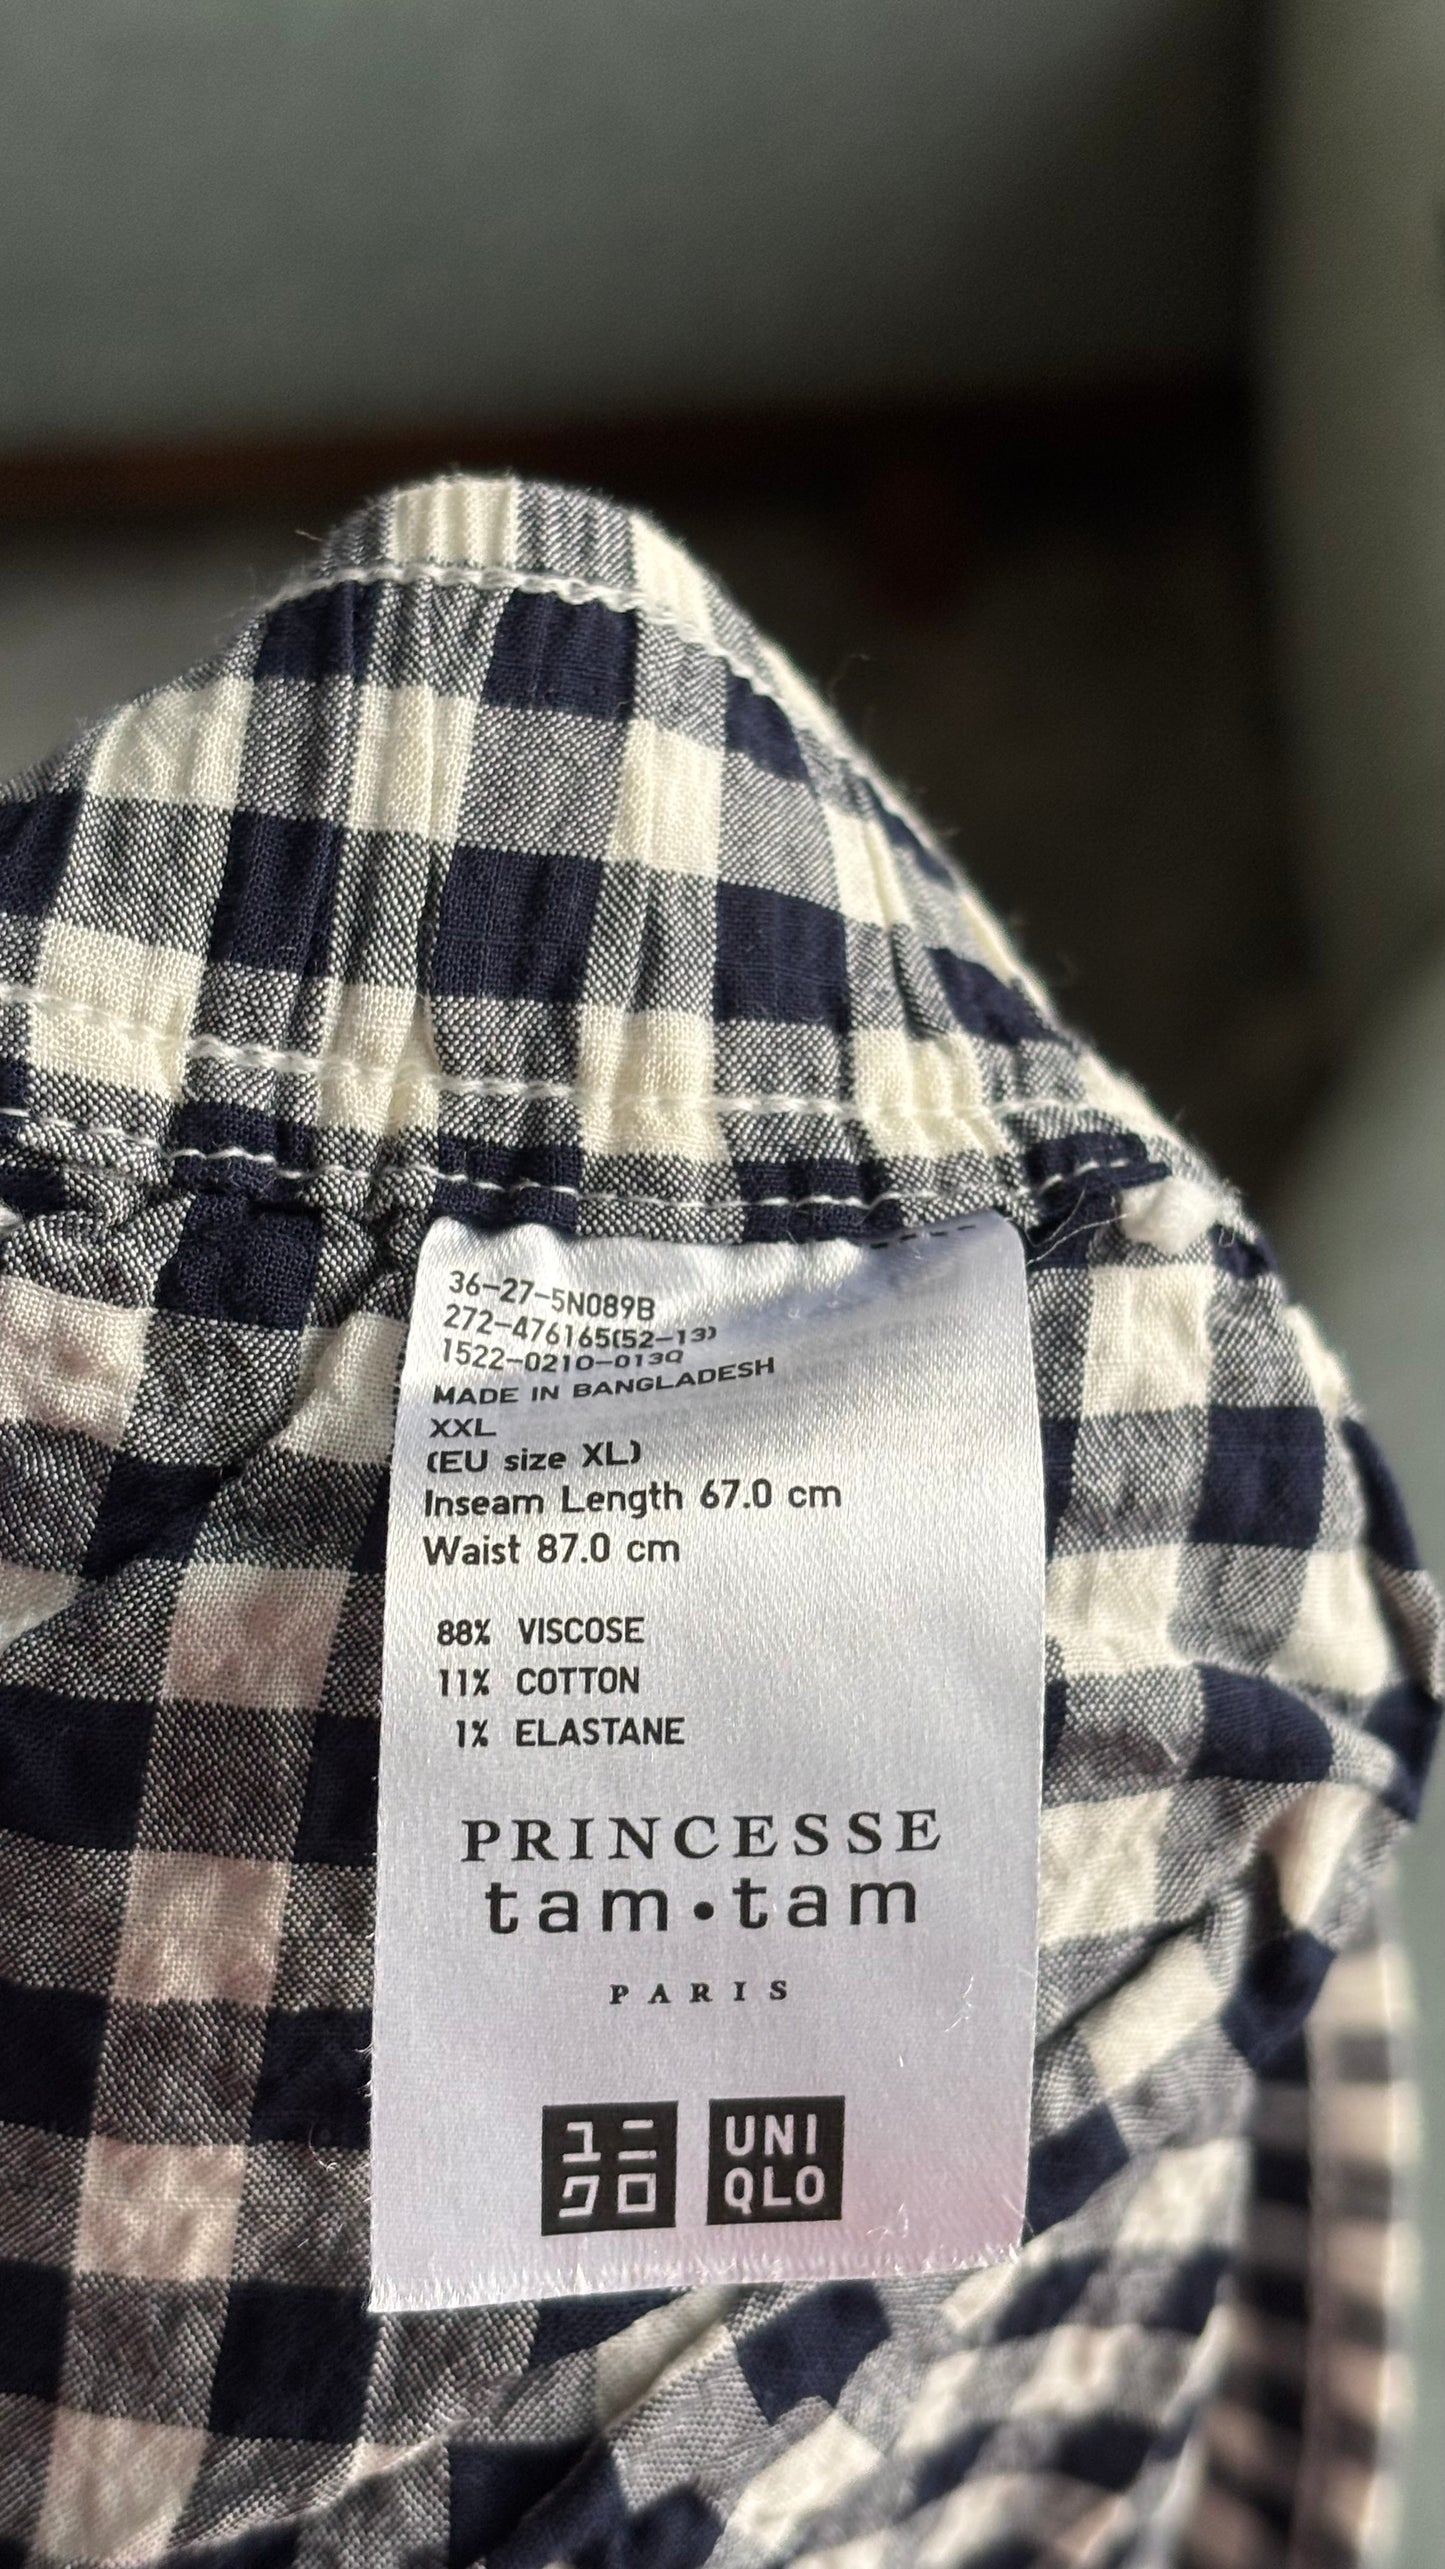 36-27-5N089B
272-476165(52-13)
1522-0210-013Q
MADE IN BANGLADESH
XXL
(EU size XL)
Inseam Length 67.0 cm
Waist 87.0 cm
88% VISCOSE
11% COTTON
1% ELASTANE
PRINCESSE
tam•tam
PARIS
ユニ
クロ
UNI
QLO